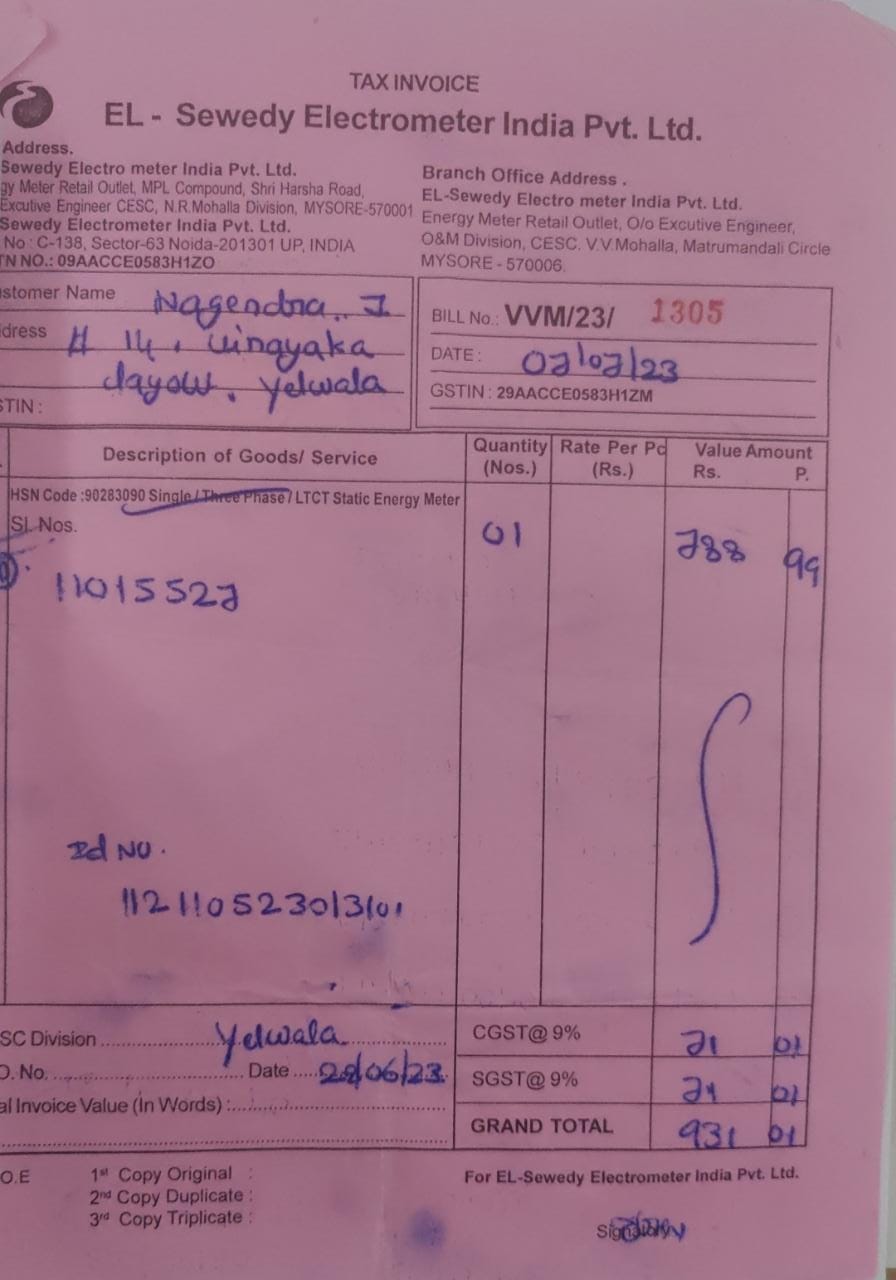 TAX INVOICE
EL - Sewedy Electrometer India Pvt. Ltd.
Address.
Sewedy Electro meter India Pvt. Ltd.
gy Meter Retail Outlet, MPL Compound, Shri Harsha Road,
Excutive Engineer CESC, N.R.Mohalla Division, MYSORE-570001
Sewedy Electrometer India Pvt. Ltd.
No : C-138, Sector-63 Noida-201301 UP, INDIA
TN NO.: 09AACCE0583H1ZO
Branch Office Address .
EL-Sewedy Electro meter India Pvt. Ltd.
Energy Meter Retail Outlet, O/o Excutive Engineer,
O&M Division, CESC. V.V.Mohalla, Matrumandali Circle
MYSORE - 570006.
stomer Name Nagendra. J
dress # 14, vinayaka
layout, Yelwala
STIN :
BILL No.: VVM/23/ 1305
DATE : 07/07/23
GSTIN : 29AACCE0583H1ZM
Description of Goods/ Service Quantity (Nos.) Rate Per Pc (Rs.) Value Amount Rs. P.
HSN Code :90283090 Single / Three Phase / LTCT Static Energy Meter
Sl. Nos. 01 788 99
11015527
Id No.
112110523013101
SC Division Yelwala CGST@ 9% 71 01
O. No. Date 28/06/23 SGST@ 9% 71 01
al Invoice Value (In Words) :
GRAND TOTAL 931 01
O.E 1st Copy Original :
2nd Copy Duplicate :
3rd Copy Triplicate :
For EL-Sewedy Electrometer India Pvt. Ltd.